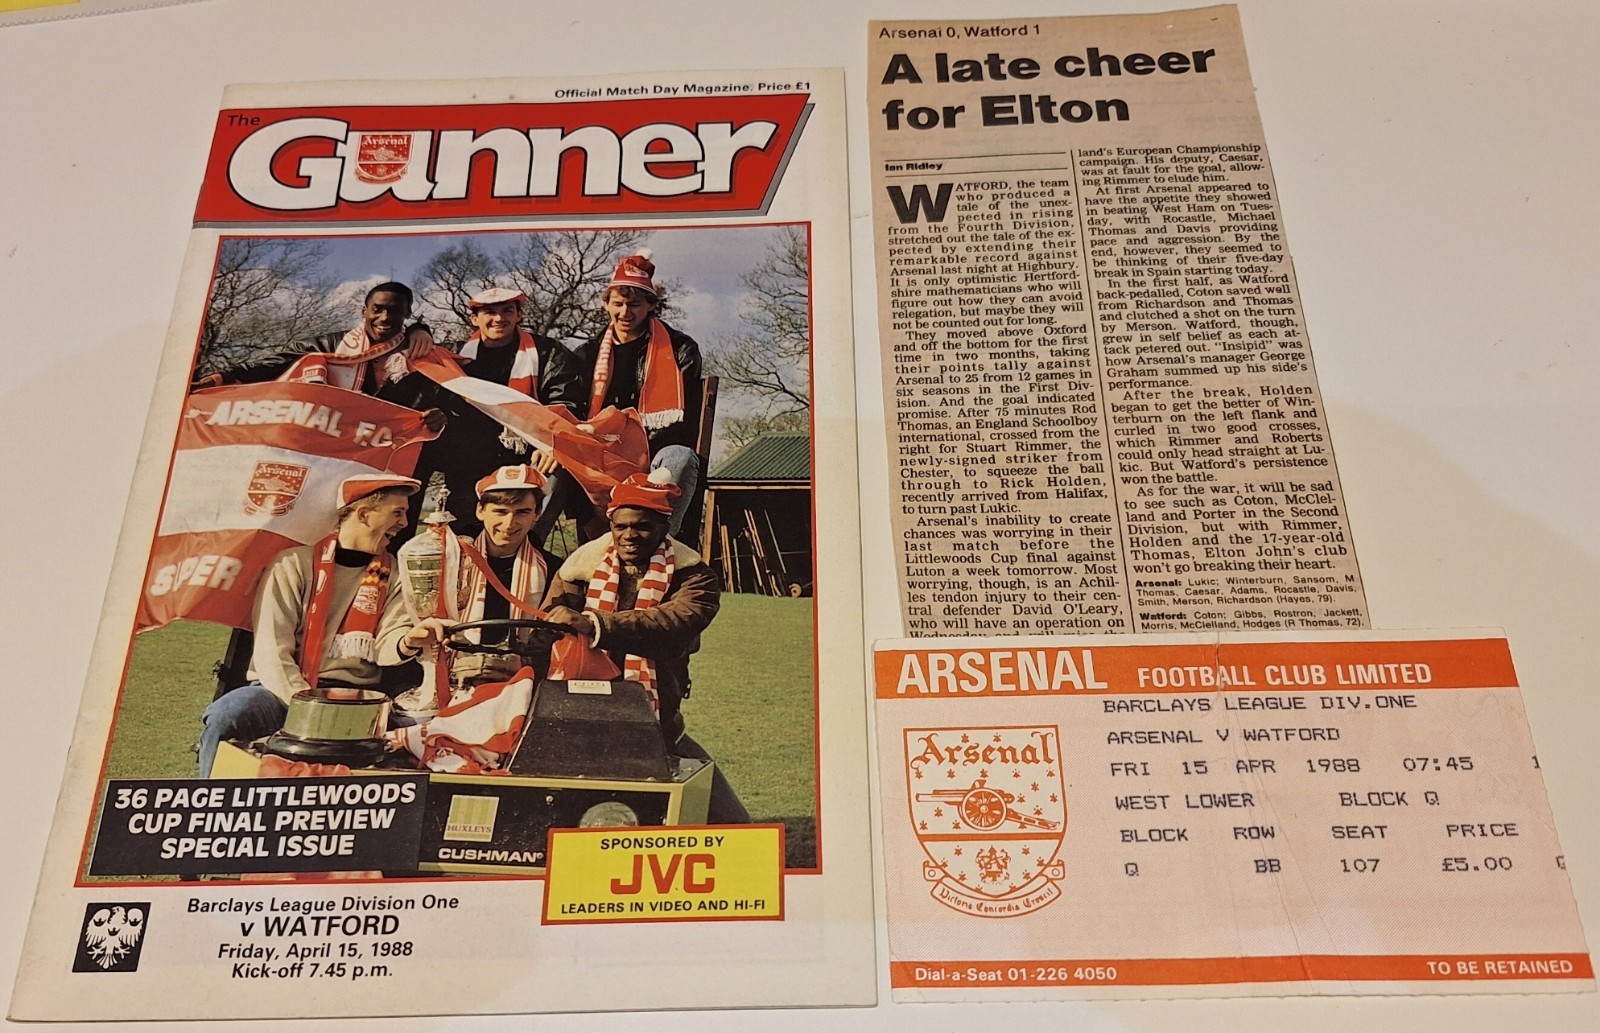 Official Match Day Magazine. Price £1
The
Gunner
Arsenal
ARSENAL F.C.
Arsenal
SUPER
36 PAGE LITTLEWOODS
CUP FINAL PREVIEW
SPECIAL ISSUE
HUXLEYS
CUSHMAN
SPONSORED BY
JVC
LEADERS IN VIDEO AND HI-FI
Barclays League Division One
v WATFORD
Friday, April 15, 1988
Kick-off 7.45 p.m.
Arsenal 0, Watford 1
A late cheer
for Elton
Ian Ridley
WATFORD, the team
who produced a
tale of the unex-
pected in rising
from the Fourth Division,
stretched out the tale of the ex-
pected by extending their
remarkable record against
Arsenal last night at Highbury.
It is only optimistic Hertford-
shire mathematicians who will
figure out how they can avoid
relegation, but maybe they will
not be counted out for long.
They moved above Oxford
and off the bottom for the first
time in two months, taking
their points tally against
Arsenal to 25 from 12 games in
six seasons in the First Div-
ision. And the goal indicated
promise. After 75 minutes Rod
Thomas, an England Schoolboy
international, crossed from the
right for Stuart Rimmer, the
newly-signed striker from
Chester, to squeeze the ball
through to Rick Holden,
recently arrived from Halifax,
to turn past Lukic.
Arsenal's inability to create
chances was worrying in their
last match before the
Littlewoods Cup final against
Luton a week tomorrow. Most
worrying, though, is an Achil-
les tendon injury to their cen-
tral defender David O'Leary,
who will have an operation on
Wednesday and will miss the
land's European Championship
campaign. His deputy, Caesar,
was at fault for the goal, allow-
ing Rimmer to elude him.
At first Arsenal appeared to
have the appetite they showed
in beating West Ham on Tues-
day, with Rocastle, Michael
Thomas and Davis providing
pace and aggression. By the
end, however, they seemed to
be thinking of their five-day
break in Spain starting today.
In the first half, as Watford
back-pedalled, Coton saved well
from Richardson and Thomas
and clutched a shot on the turn
by Merson. Watford, though,
grew in self belief as each at-
tack petered out. "Insipid" was
how Arsenal's manager George
Graham summed up his side's
performance.
After the break, Holden
began to get the better of Win-
terburn on the left flank and
curled in two good crosses,
which Rimmer and Roberts
could only head straight at Lu-
kic. But Watford's persistence
won the battle.
As for the war, it will be sad
to see such as Coton, McClel-
land and Porter in the Second
Division, but with Rimmer,
Holden and the 17-year-old
Thomas, Elton John's club
won't go breaking their heart.
Arsenal: Lukic; Winterburn, Sansom, M
Thomas, Caesar, Adams, Rocastle, Davis,
Smith, Merson, Richardson (Hayes, 79).
Watford: Coton; Gibbs, Rostron, Jackett,
Morris, McClelland, Hodges (R Thomas, 72),
ARSENAL FOOTBALL CLUB LIMITED
BARCLAYS LEAGUE DIV.ONE
ARSENAL V WATFORD
FRI 15 APR 1988 07:45
WEST LOWER BLOCK Q
BLOCK ROW SEAT PRICE
Q BB 107 £5.00
Arsenal
Victoria Concordia Crescit
Dial-a-Seat 01-226 4050
TO BE RETAINED